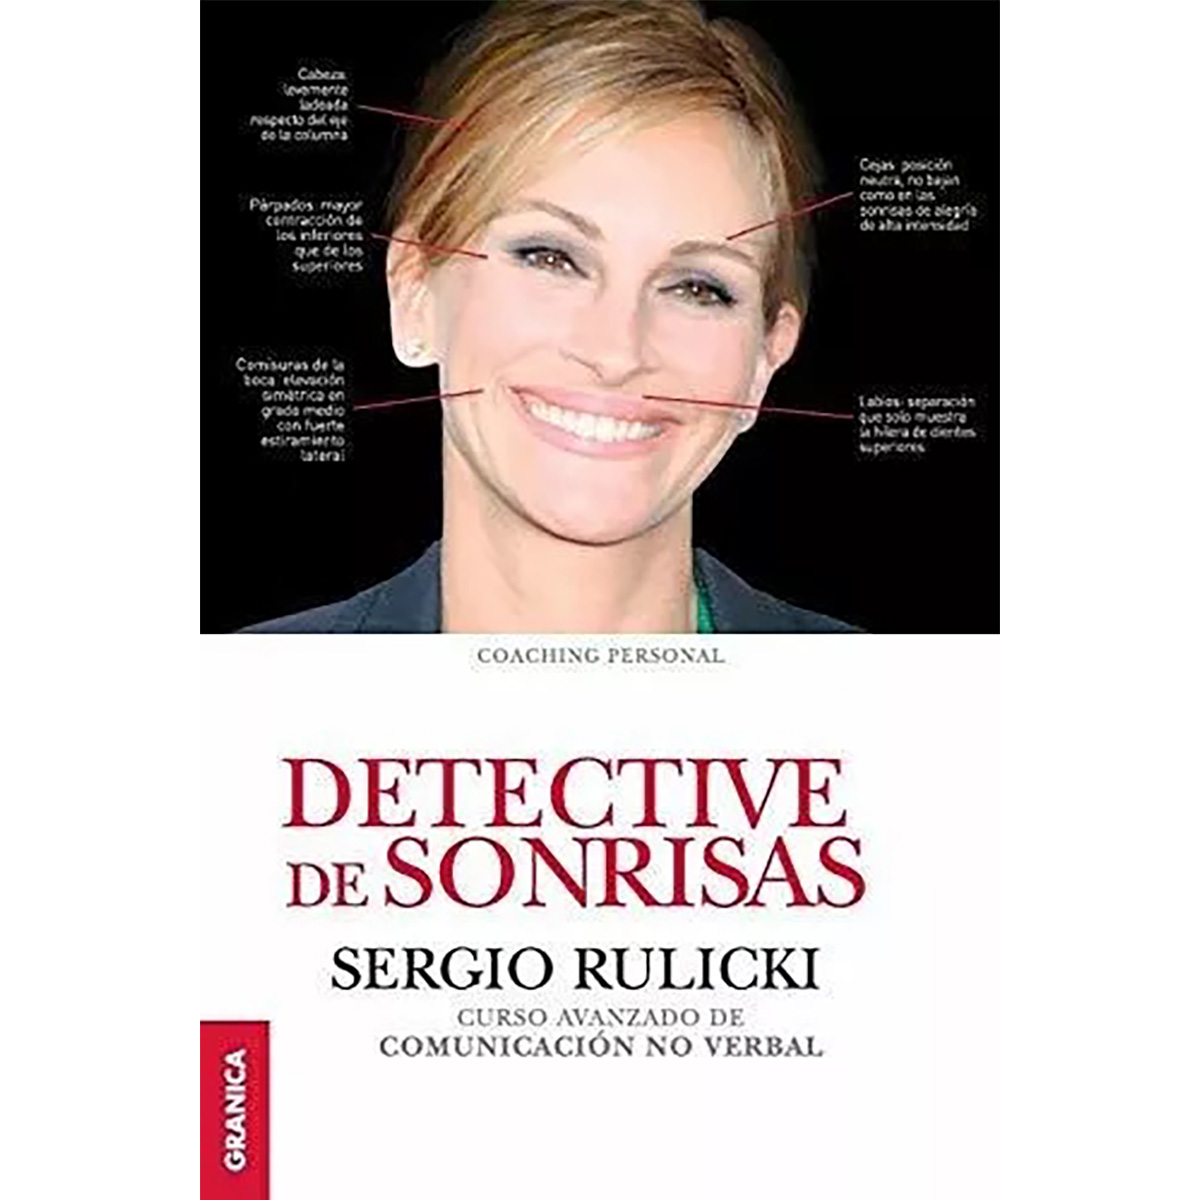 Cabeza:
levemente
ladeada
respecto del eje
de la columna
Cejas: posición
neutra, no bajan
como en las
sonrisas de alegría
de alta intensidad
Párpados: mayor
contracción de
los inferiores
que de los
superiores
Comisuras de la
boca: elevación
simétrica en
grado medio
con fuerte
estiramiento
lateral
Labios: separación
que solo muestra
la hilera de dientes
superiores
COACHING PERSONAL
DETECTIVE
DE SONRISAS
SERGIO RULICKI
CURSO AVANZADO DE
COMUNICACIÓN NO VERBAL
GRANICA